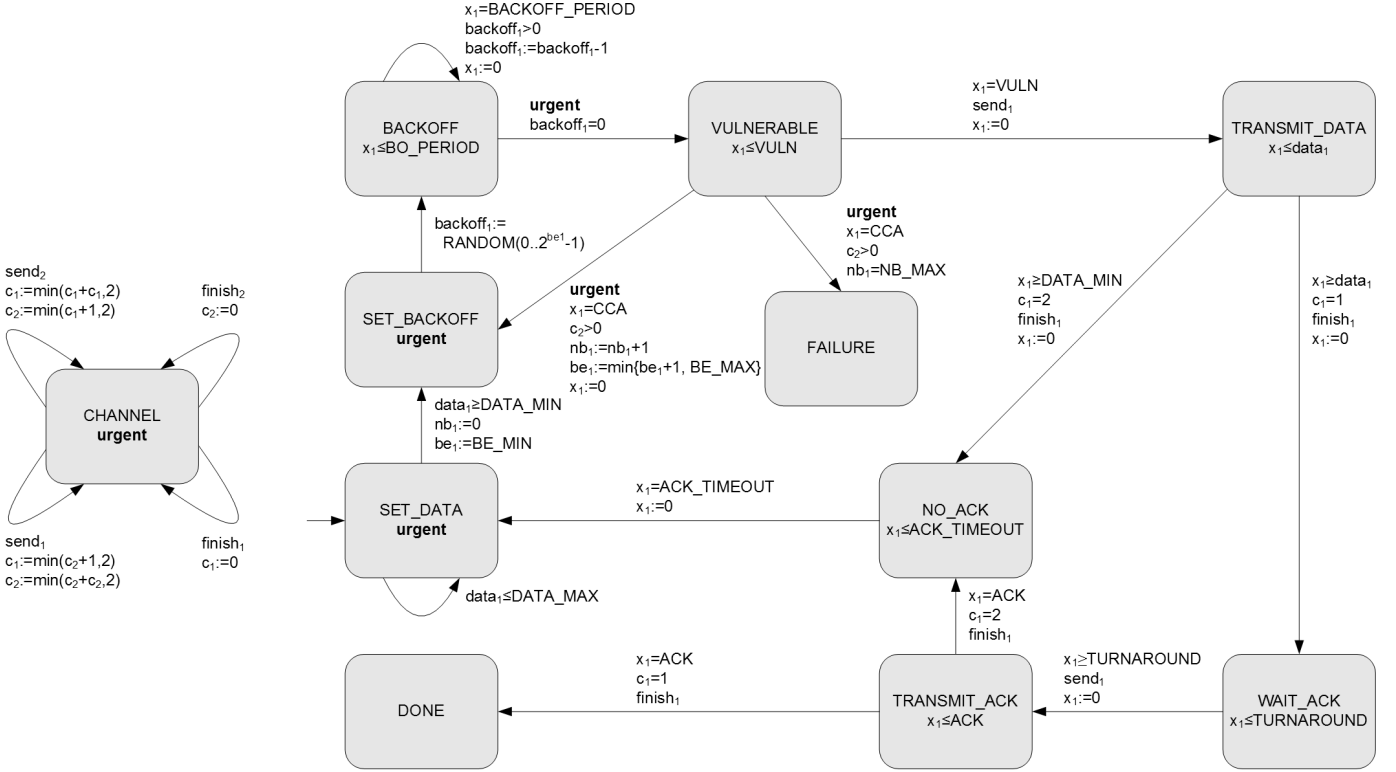 x₁=BACKOFF_PERIOD
backoff₁>0
backoff₁:=backoff₁-1
x₁:=0
BACKOFF
x₁≤BO_PERIOD
urgent
backoff₁=0
VULNERABLE
x₁≤VULN
x₁=VULN
send₁
x₁:=0
TRANSMIT_DATA
x₁≤data₁
backoff₁:=
RANDOM(0..2^be1-1)
urgent
x₁=CCA
c₂>0
nb₁=NB_MAX
FAILURE
urgent
x₁=CCA
c₂>0
nb₁:=nb₁+1
be₁:=min{be₁+1, BE_MAX}
x₁:=0
x₁≥DATA_MIN
c₁=2
finish₁
x₁:=0
x₁≥data₁
c₁=1
finish₁
x₁:=0
SET_BACKOFF
urgent
send₂
c₁:=min(c₁+c₁,2)
c₂:=min(c₁+1,2)
finish₂
c₂:=0
CHANNEL
urgent
send₁
c₁:=min(c₂+1,2)
c₂:=min(c₂+c₂,2)
finish₁
c₁:=0
data₁≥DATA_MIN
nb₁:=0
be₁:=BE_MIN
SET_DATA
urgent
data₁≤DATA_MAX
x₁=ACK_TIMEOUT
x₁:=0
NO_ACK
x₁≤ACK_TIMEOUT
x₁=ACK
c₁=2
finish₁
DONE
x₁=ACK
c₁=1
finish₁
TRANSMIT_ACK
x₁≤ACK
x₁≥TURNAROUND
send₁
x₁:=0
WAIT_ACK
x₁≤TURNAROUND